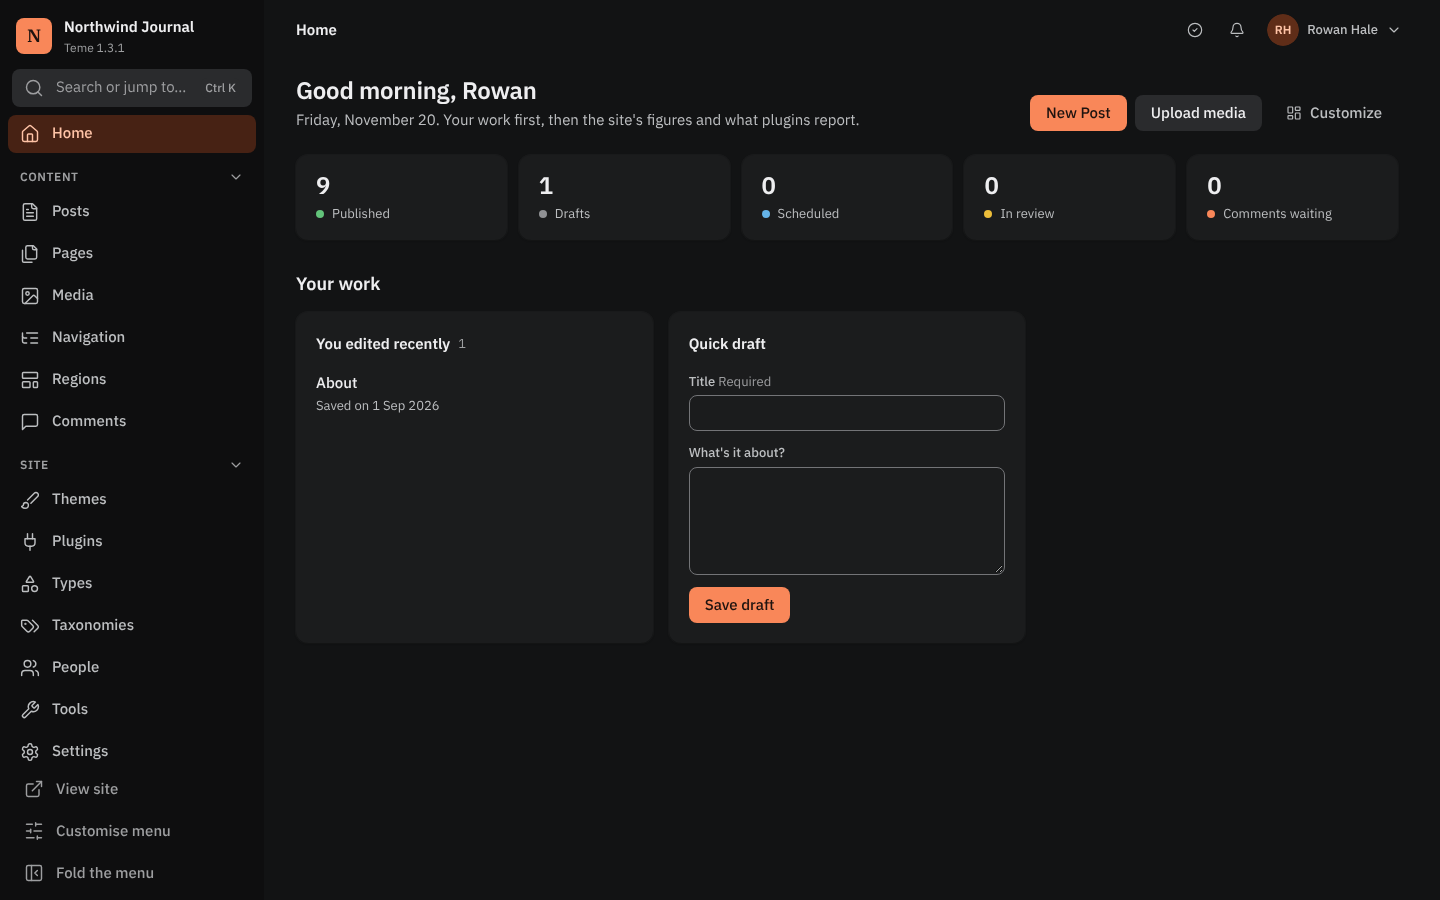 N
Northwind Journal
Teme 1.3.1
Search or jump to... Ctrl K
Home
CONTENT
Posts
Pages
Media
Navigation
Regions
Comments
SITE
Themes
Plugins
Types
Taxonomies
People
Tools
Settings
View site
Customise menu
Fold the menu
Home
RH Rowan Hale
Good morning, Rowan
Friday, November 20. Your work first, then the site's figures and what plugins report.
New Post Upload media Customize
9
Published
1
Drafts
0
Scheduled
0
In review
0
Comments waiting
Your work
You edited recently 1
About
Saved on 1 Sep 2026
Quick draft
Title Required
What's it about?
Save draft